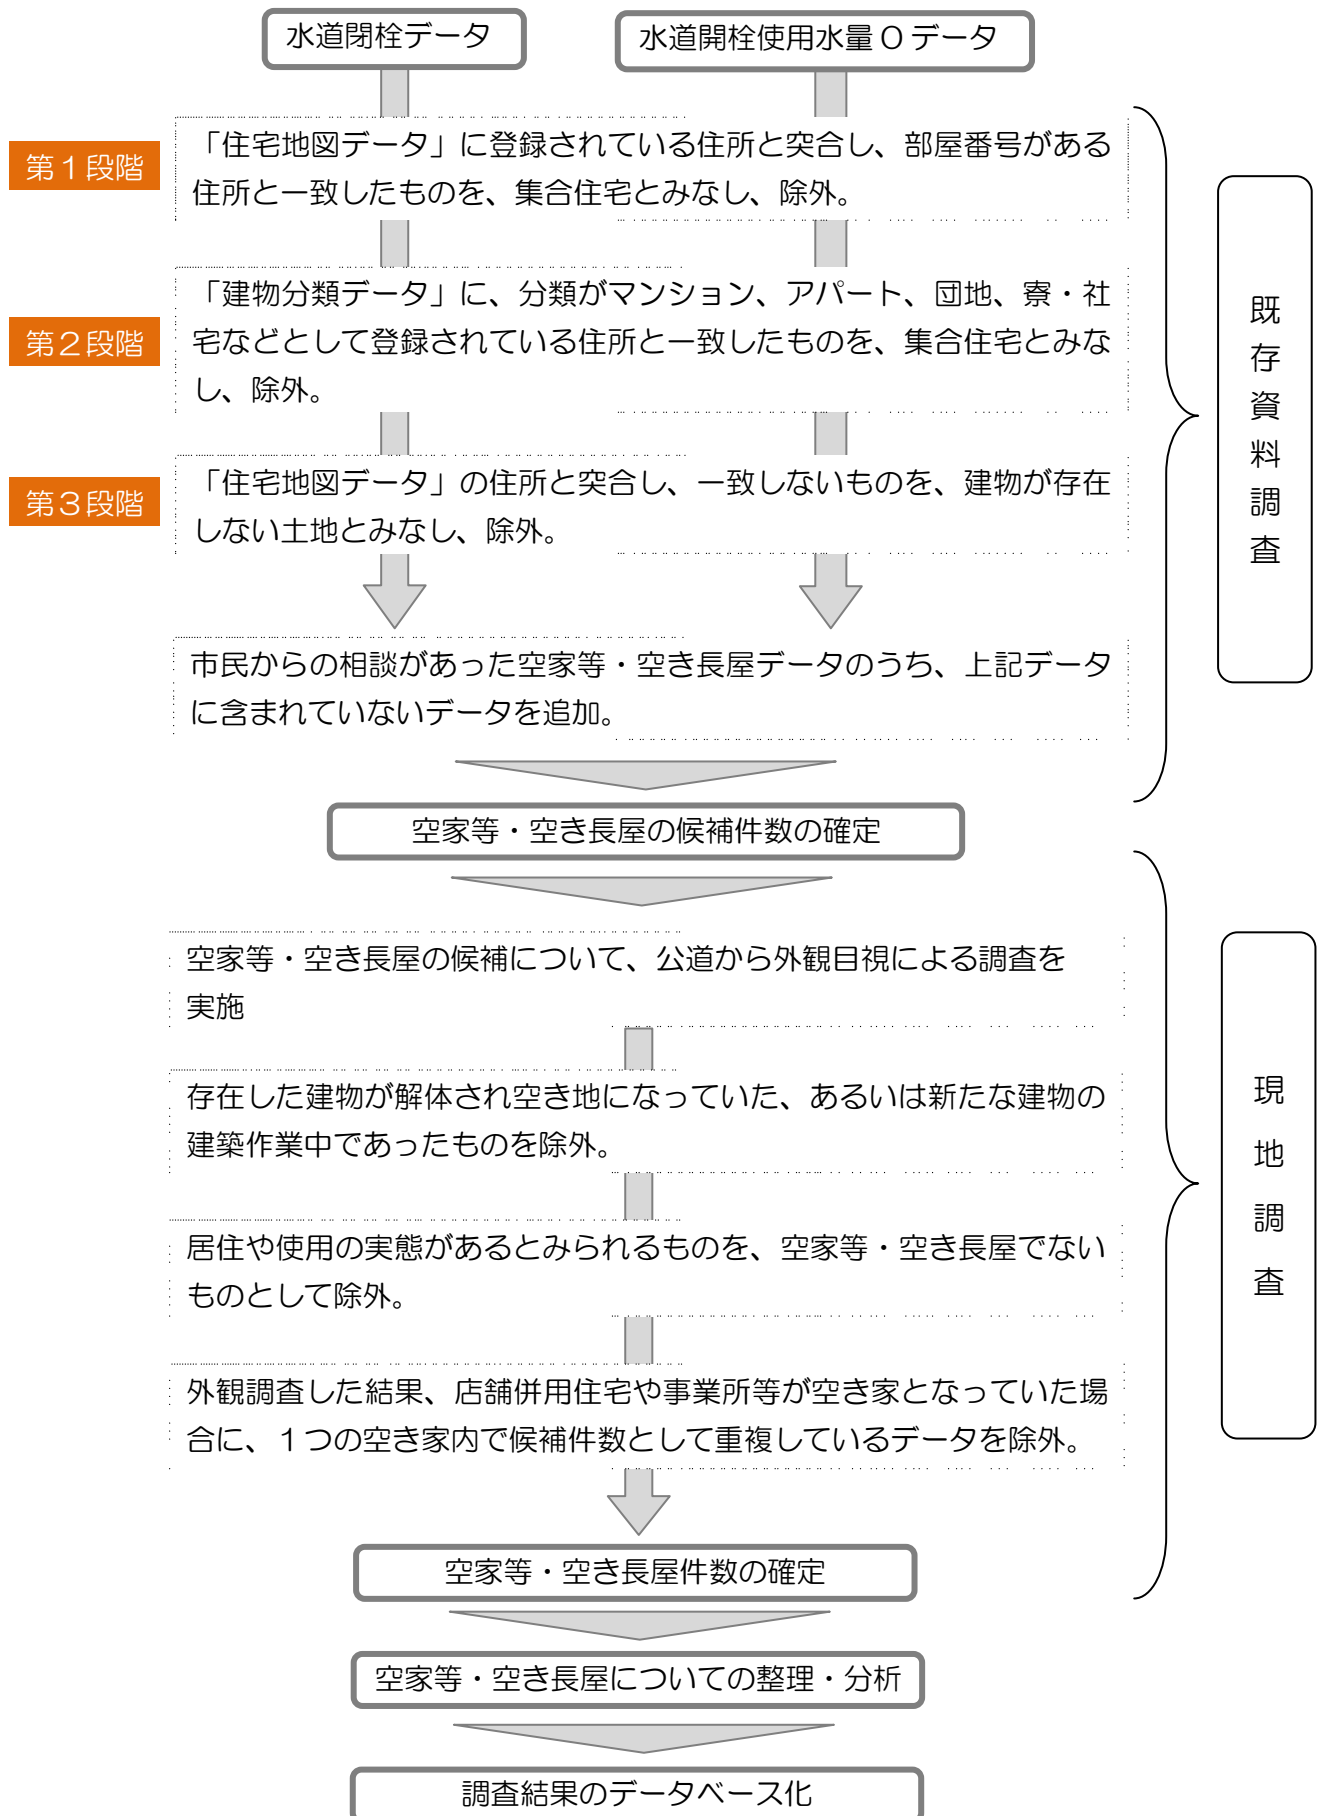 水道閉栓データ
水道開栓使用水量０データ
第１段階
「住宅地図データ」に登録されている住所と突合し、部屋番号がある
住所と一致したものを、集合住宅とみなし、除外。
第２段階
「建物分類データ」に、分類がマンション、アパート、団地、寮・社
宅などとして登録されている住所と一致したものを、集合住宅とみな
し、除外。
第３段階
「住宅地図データ」の住所と突合し、一致しないものを、建物が存在
しない土地とみなし、除外。
市民からの相談があった空家等・空き長屋データのうち、上記データ
に含まれていないデータを追加。
既存資料調査
空家等・空き長屋の候補件数の確定
空家等・空き長屋の候補について、公道から外観目視による調査を
実施
存在した建物が解体され空き地になっていた、あるいは新たな建物の
建築作業中であったものを除外。
居住や使用の実態があるとみられるものを、空家等・空き長屋でない
ものとして除外。
外観調査した結果、店舗併用住宅や事業所等が空き家となっていた場
合に、１つの空き家内で候補件数として重複しているデータを除外。
現地調査
空家等・空き長屋件数の確定
空家等・空き長屋についての整理・分析
調査結果のデータベース化